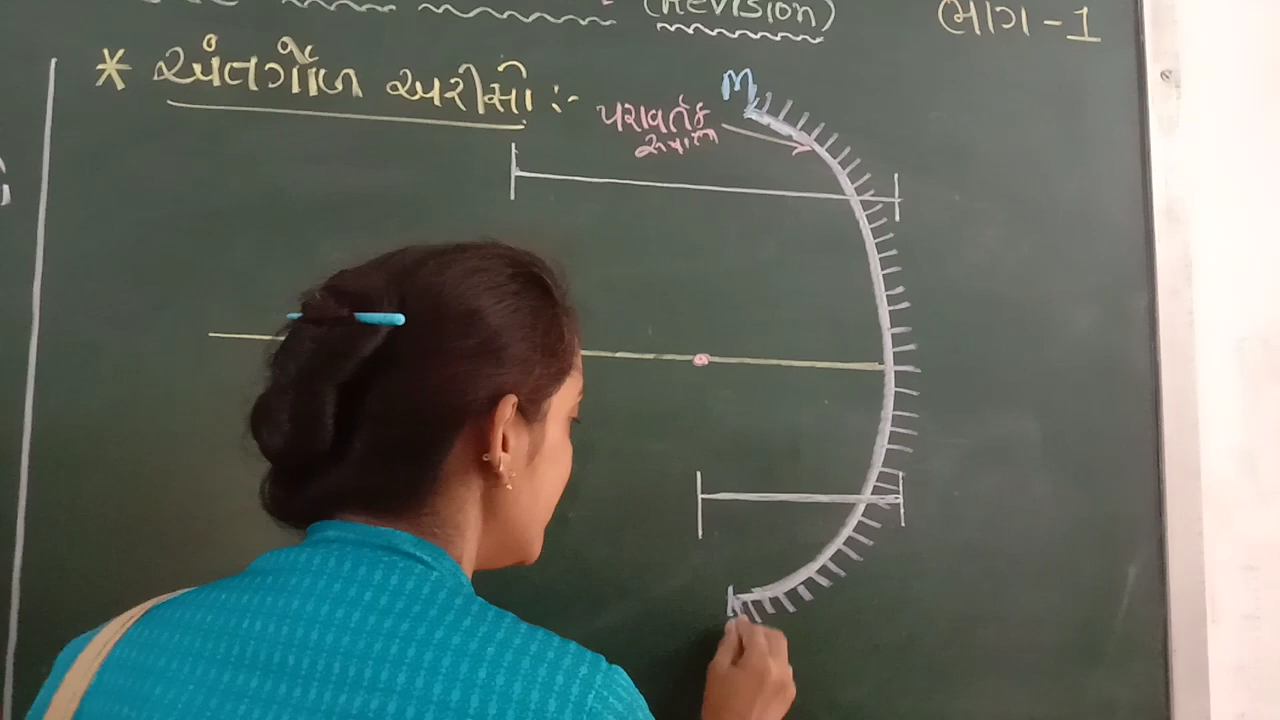 (Revision)
ભાગ - 1
* અંતર્ગોળ અરીસો :-
M
પરાવર્તક
સપાટી